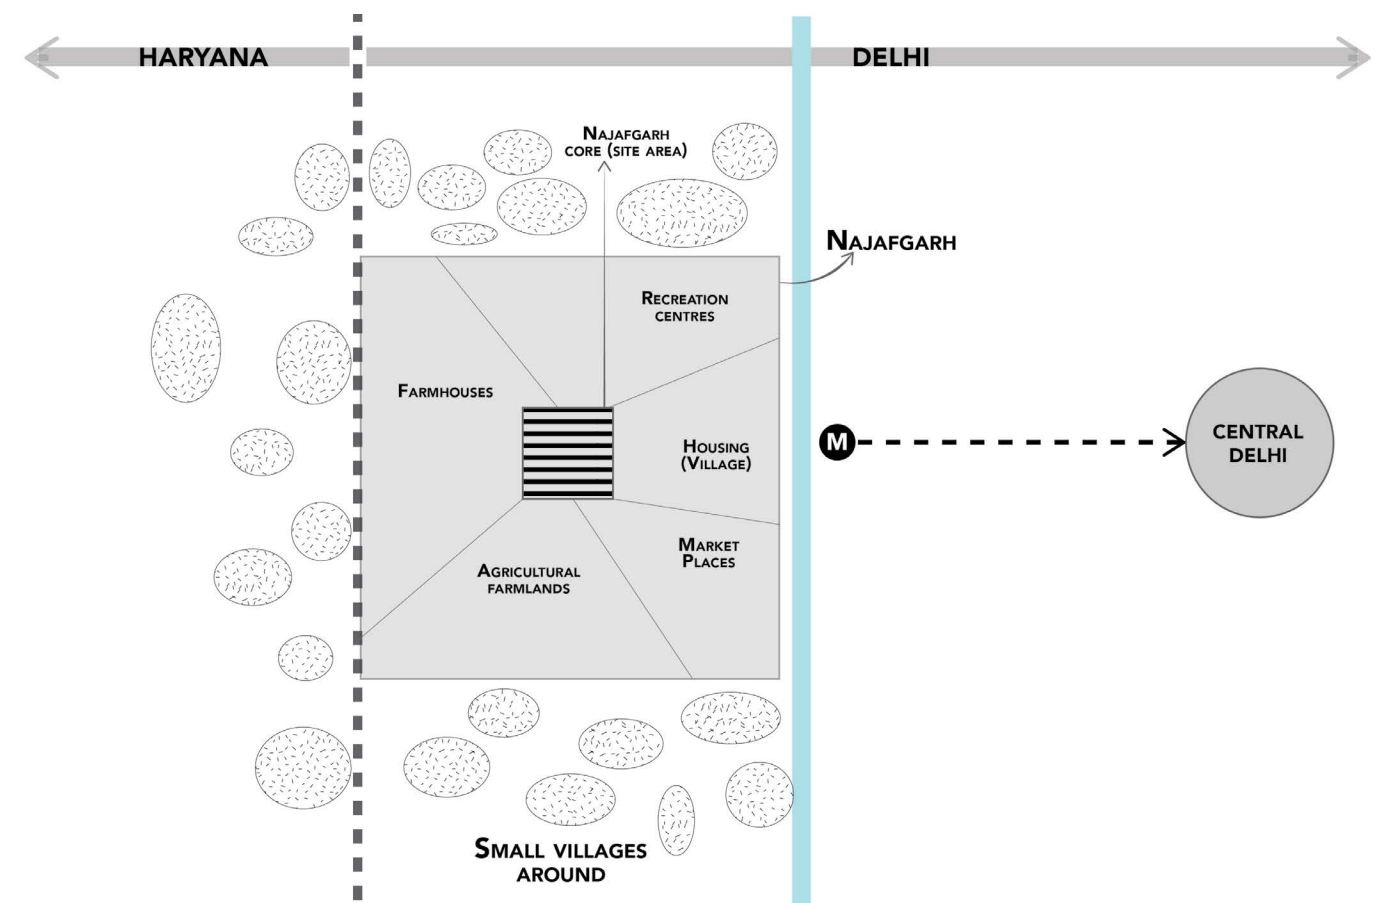 HARYANA
DELHI
NAJAFGARH
CORE (SITE AREA)
NAJAFGARH
RECREATION
CENTRES
FARMHOUSES
HOUSING
(VILLAGE)
M
CENTRAL
DELHI
MARKET
PLACES
AGRICULTURAL
FARMLANDS
SMALL VILLAGES
AROUND